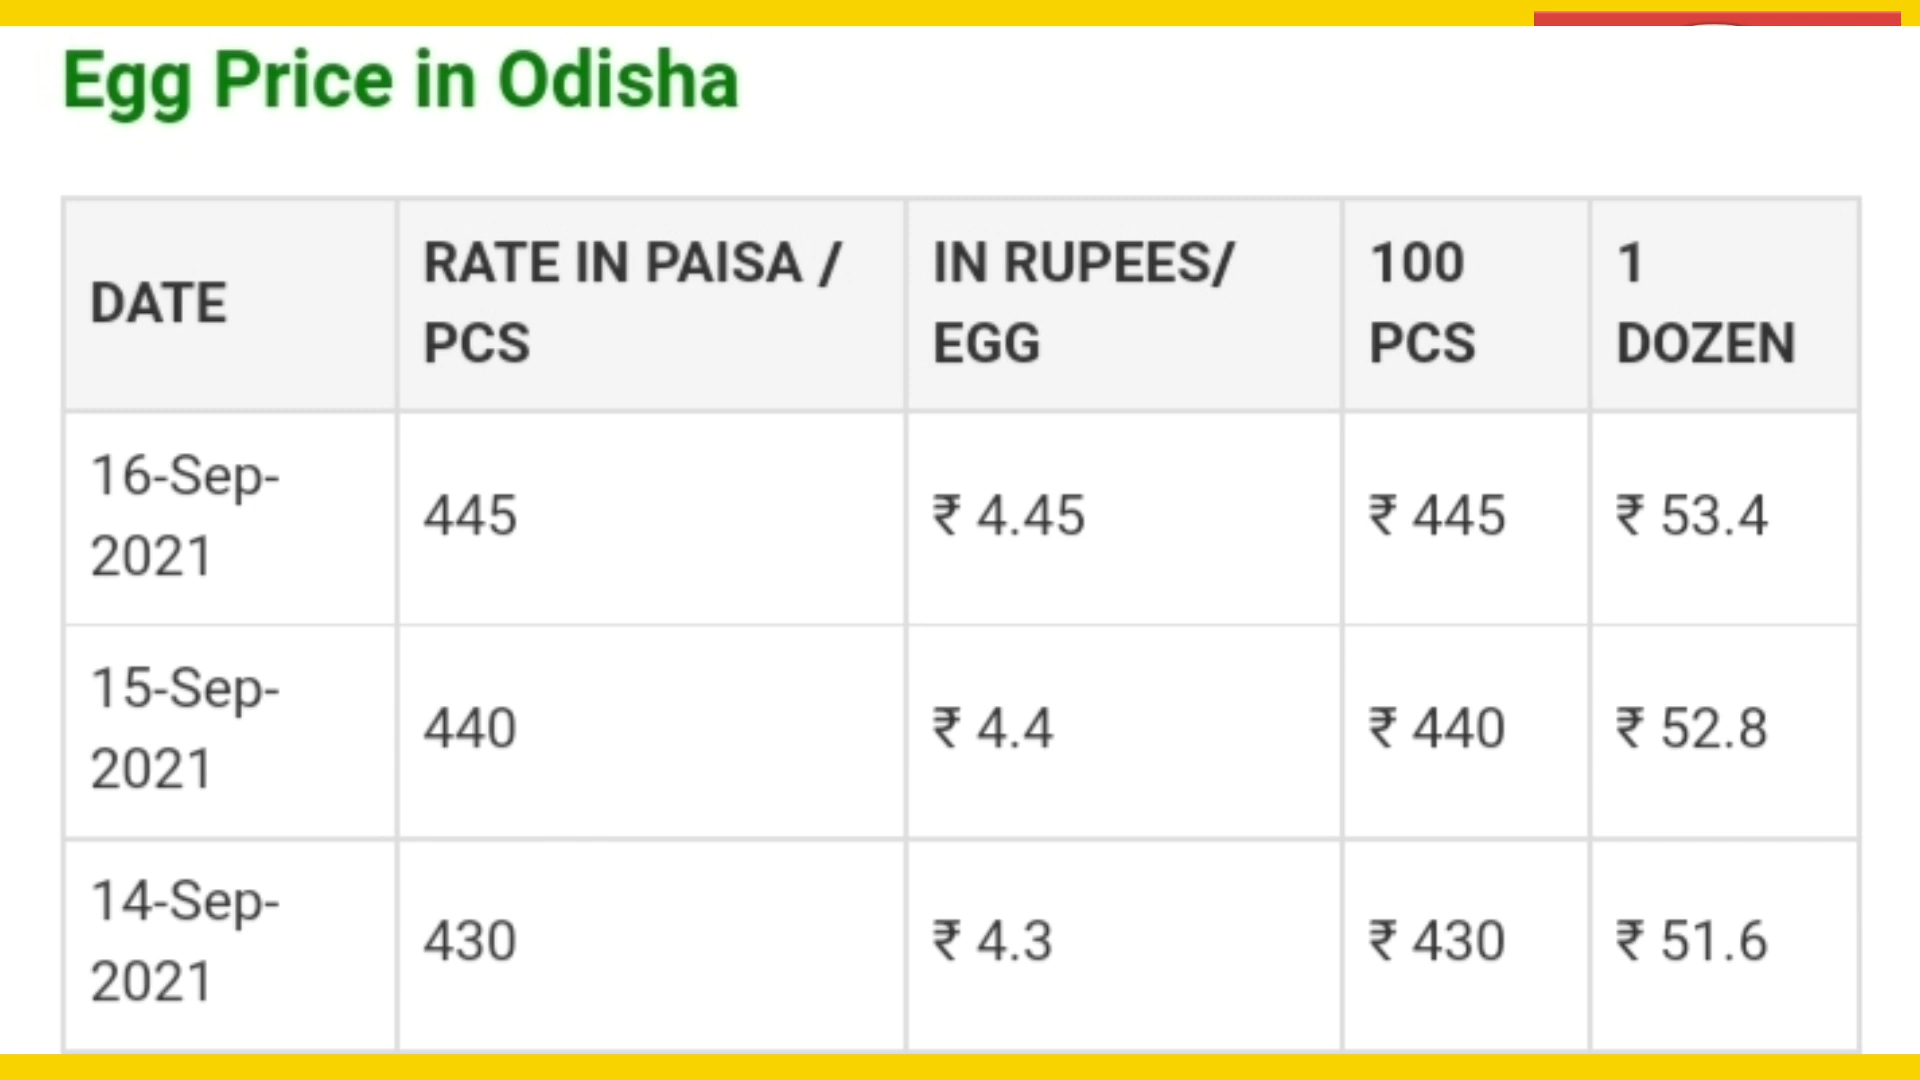 Egg Price in Odisha
DATE
RATE IN PAISA /
PCS
IN RUPEES/
EGG
100
PCS
1
DOZEN
16-Sep-
2021
445
₹ 4.45
₹ 445
₹ 53.4
15-Sep-
2021
440
₹ 4.4
₹ 440
₹ 52.8
14-Sep-
2021
430
₹ 4.3
₹ 430
₹ 51.6